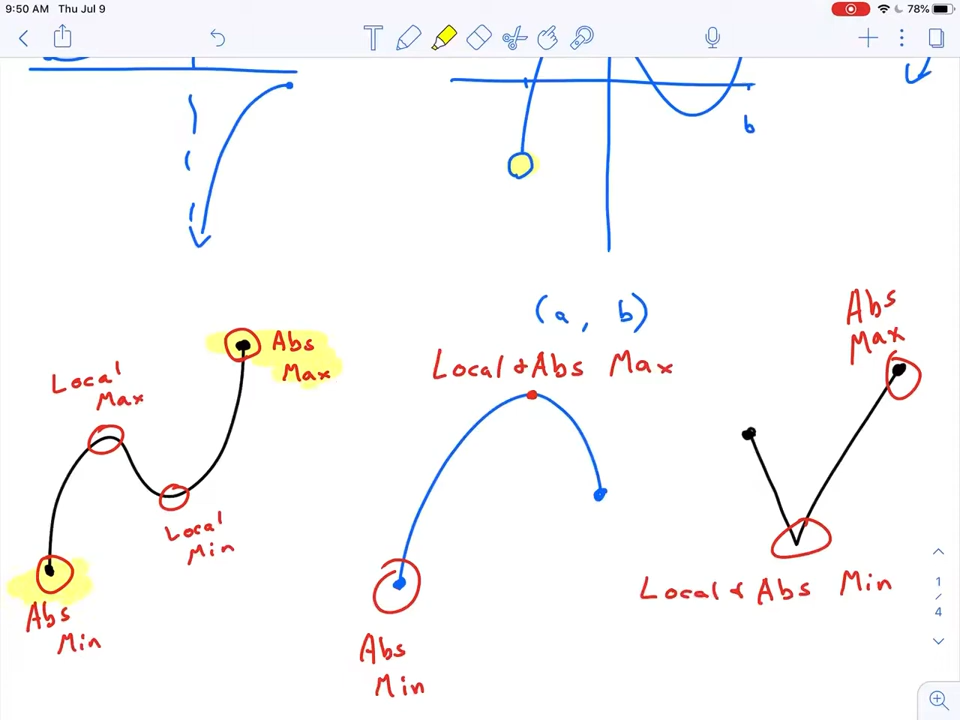 9:50 AM Thu Jul 9
78%
T
b
(a, b)
Abs
Max
Abs
Max
Local & Abs Max
Local
Max
Local
Min
Abs
Min
Local & Abs Min
Abs
Min
1
/
4